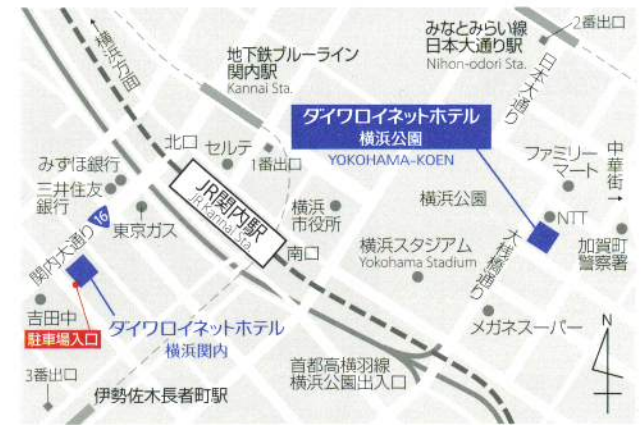 みなとみらい線
日本大通り駅
Nihon-odori Sta.
2番出口
横浜方面
地下鉄ブルーライン
関内駅
Kannai Sta.
日本大通り
ダイワロイネットホテル
横浜公園
YOKOHAMA-KOEN
北口
セルテ
1番出口
ファミリー
マート
中華街
みずほ銀行
三井住友
銀行
16
東京ガス
JR関内駅
JR Kannai Sta.
横浜
市役所
横浜公園
NTT
加賀町
警察署
関内大通り
南口
横浜スタジアム
Yokohama Stadium
大桟橋通り
吉田中
駐車場入口
ダイワロイネットホテル
横浜関内
メガネスーパー
N
3番出口
伊勢佐木長者町駅
首都高横羽線
横浜公園出入口